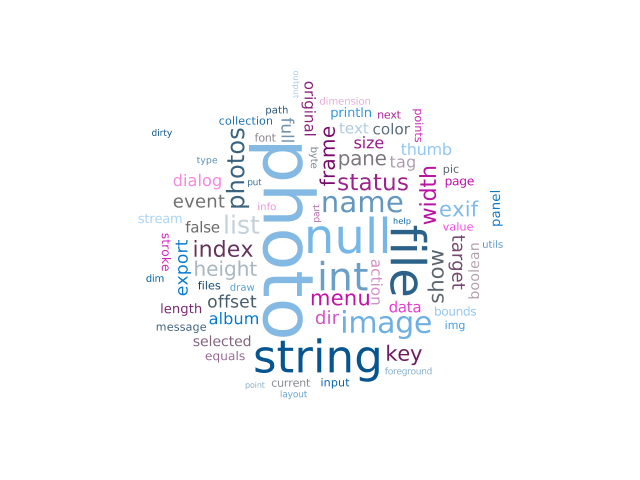 output
original
dimension
path
println
next
points
collection
full
text
color
dirty
font
size
thumb
photos
byte
frame
pane
tag
type
pic
dialog
put
status
page
width
event
photo
info
name
exif
panel
stream
false
list
part
null
help
file
value
stroke
export
index
int
action
show
target
boolean
utils
height
dim
files
draw
menu
offset
data
length
album
dir
image
bounds
message
img
selected
equals
string
key
point
current
input
foreground
layout